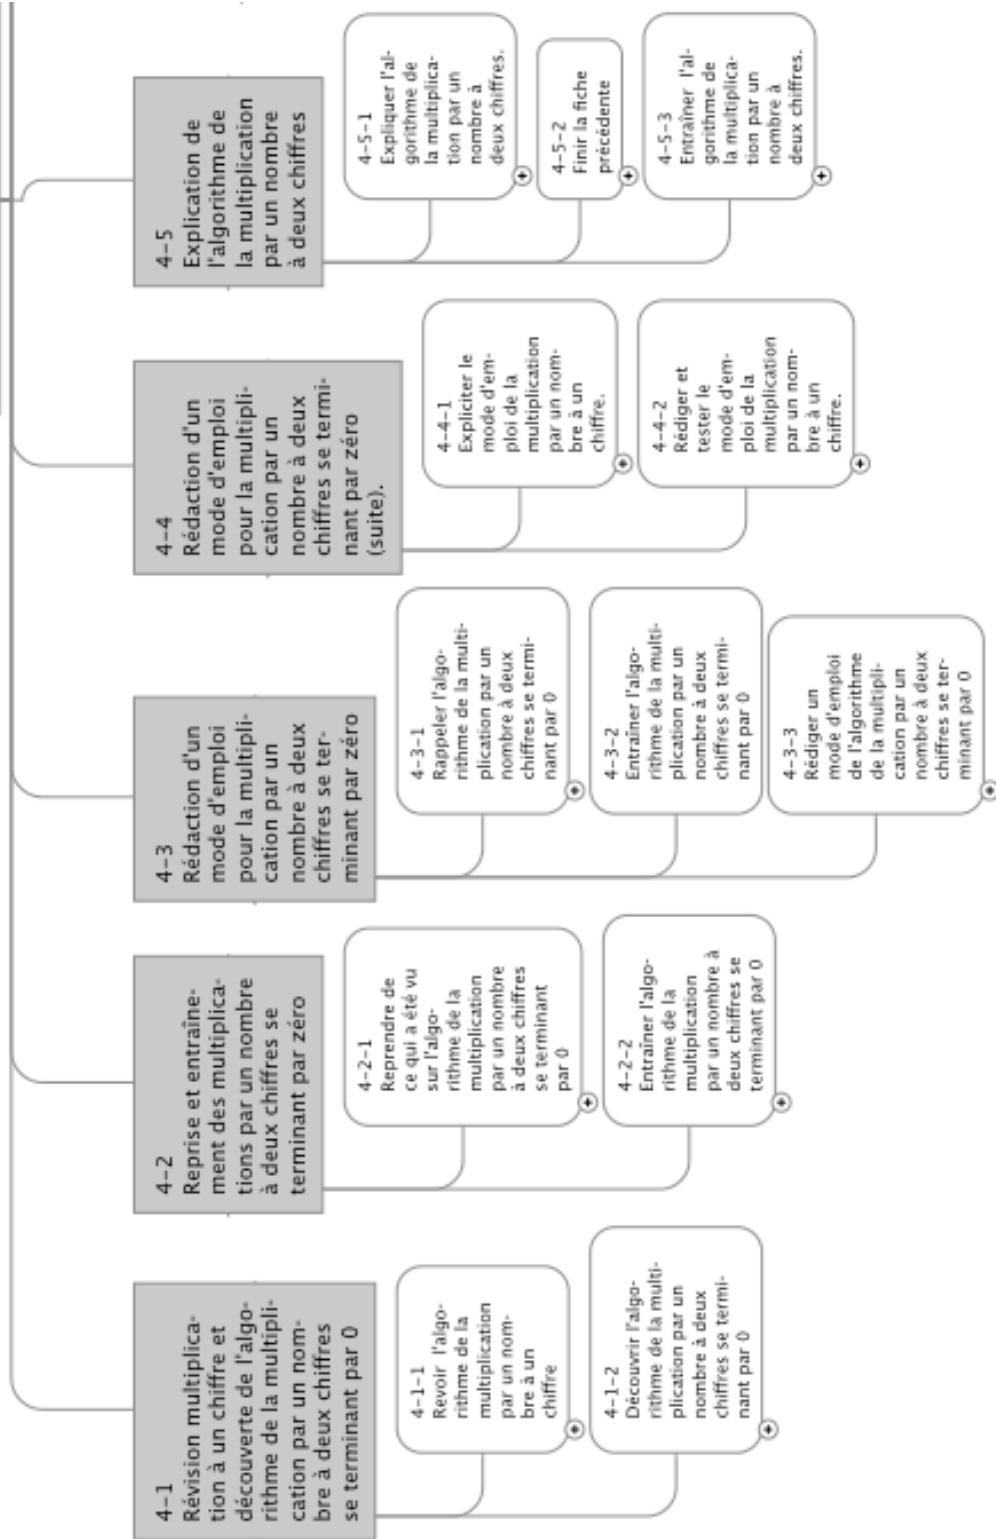 4-1
Révision multiplica-
tion à un chiffre et
découverte de l'algo-
rithme de la multipli-
cation par un nom-
bre à deux chiffres
se terminant par 0
4-1-1
Revoir l'algo-
rithme de la
multiplication
par un nom-
bre à un
chiffre
4-1-2
Découvrir l'algo-
rithme de la multi-
plication par un
nombre à deux
chiffres se termi-
nant par 0
4-2
Reprise et entraîne-
ment des multiplica-
tions par un nombre
à deux chiffres se
terminant par zéro
4-2-1
Reprendre de
ce qui a été vu
sur l'algo-
rithme de la
multiplication
par un nombre
à deux chiffres
se terminant
par 0
4-2-2
Entraîner l'algo-
rithme de la
multiplication
par un nombre à
deux chiffres se
terminant par 0
4-3
Rédaction d'un
mode d'emploi
pour la multipli-
cation par un
nombre à deux
chiffres se ter-
minant par zéro
4-3-1
Rappeler l'algo-
rithme de la multi-
plication par un
nombre à deux
chiffres se termi-
nant par 0
4-3-2
Entraîner l'algo-
rithme de la multi-
plication par un
nombre à deux
chiffres se termi-
nant par 0
4-3-3
Rédiger un
mode d'emploi
de l'algorithme
de la multipli-
cation par un
nombre à deux
chiffres se ter-
minant par 0
4-4
Rédaction d'un
mode d'emploi
pour la multipli-
cation par un
nombre à deux
chiffres se termi-
nant par zéro
(suite).
4-4-1
Expliciter le
mode d'em-
ploi de la
multiplication
par un nom-
bre à un
chiffre.
4-4-2
Rédiger et
tester le
mode d'em-
ploi de la
multiplication
par un nom-
bre à un
chiffre.
4-5
Explication de
l'algorithme de
la multiplication
par un nombre
à deux chiffres
4-5-1
Expliquer l'al-
gorithme de
la multiplica-
tion par un
nombre à
deux chiffres.
4-5-2
Finir la fiche
précédente
4-5-3
Entraîner l'al-
gorithme de
la multiplica-
tion par un
nombre à
deux chiffres.